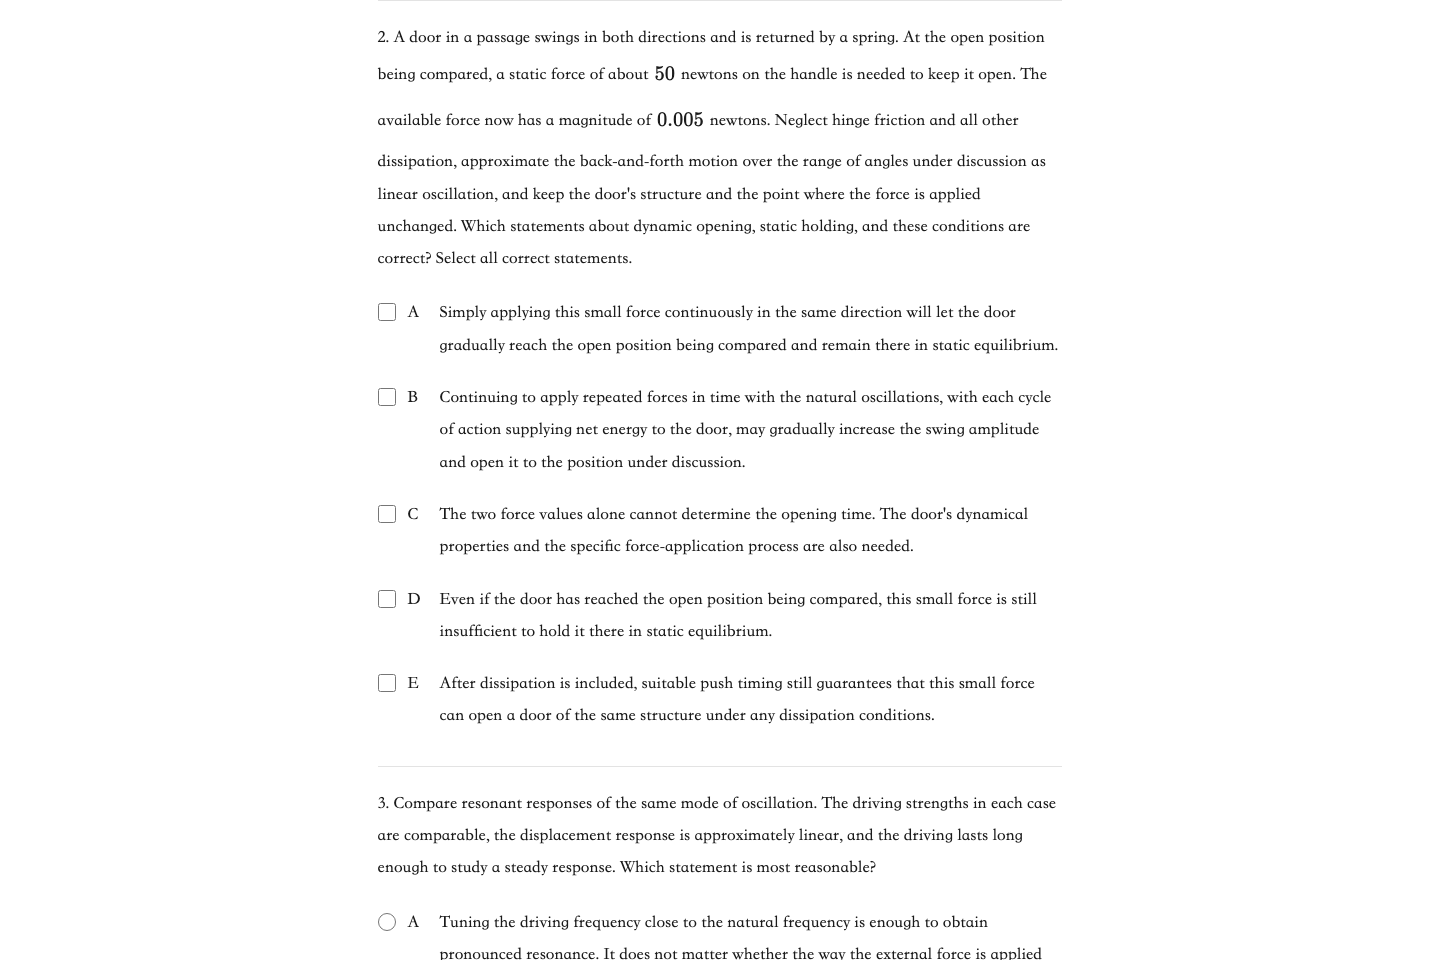 2. A door in a passage swings in both directions and is returned by a spring. At the open position
being compared, a static force of about 50 newtons on the handle is needed to keep it open. The
available force now has a magnitude of 0.005 newtons. Neglect hinge friction and all other
dissipation, approximate the back-and-forth motion over the range of angles under discussion as
linear oscillation, and keep the door's structure and the point where the force is applied
unchanged. Which statements about dynamic opening, static holding, and these conditions are
correct? Select all correct statements.
A Simply applying this small force continuously in the same direction will let the door
gradually reach the open position being compared and remain there in static equilibrium.
B Continuing to apply repeated forces in time with the natural oscillations, with each cycle
of action supplying net energy to the door, may gradually increase the swing amplitude
and open it to the position under discussion.
C The two force values alone cannot determine the opening time. The door's dynamical
properties and the specific force-application process are also needed.
D Even if the door has reached the open position being compared, this small force is still
insufficient to hold it there in static equilibrium.
E After dissipation is included, suitable push timing still guarantees that this small force
can open a door of the same structure under any dissipation conditions.
3. Compare resonant responses of the same mode of oscillation. The driving strengths in each case
are comparable, the displacement response is approximately linear, and the driving lasts long
enough to study a steady response. Which statement is most reasonable?
A Tuning the driving frequency close to the natural frequency is enough to obtain
pronounced resonance. It does not matter whether the way the external force is applied